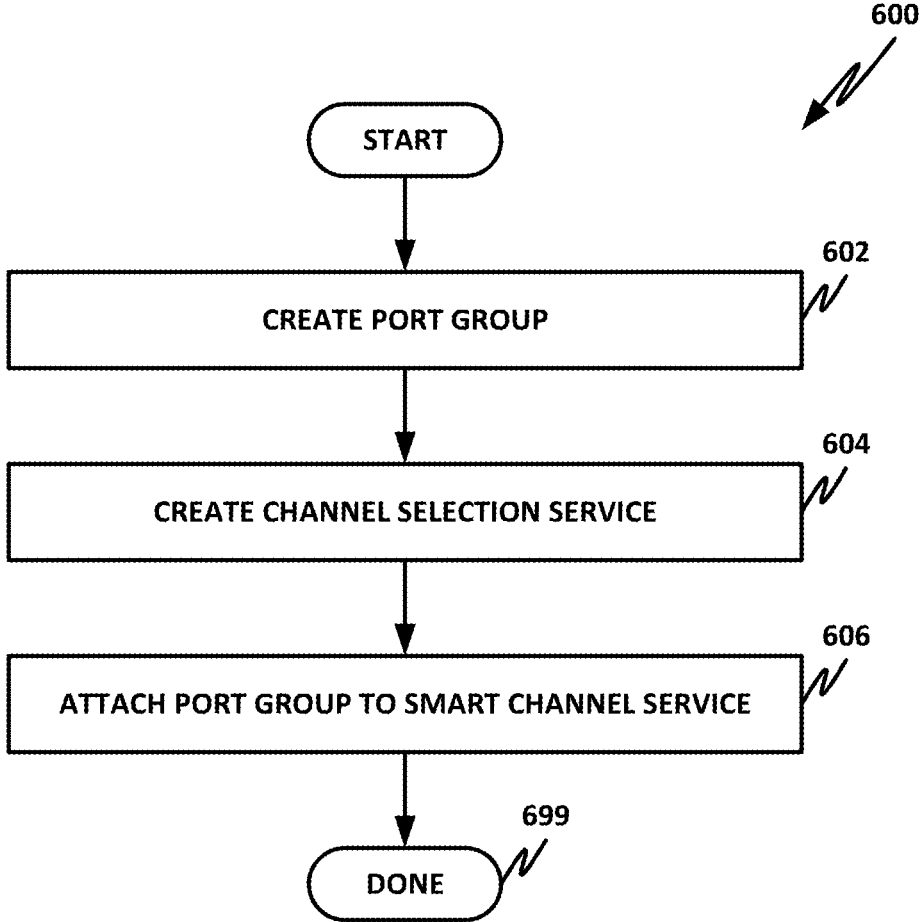 600
START
602
CREATE PORT GROUP
604
CREATE CHANNEL SELECTION SERVICE
606
ATTACH PORT GROUP TO SMART CHANNEL SERVICE
699
DONE